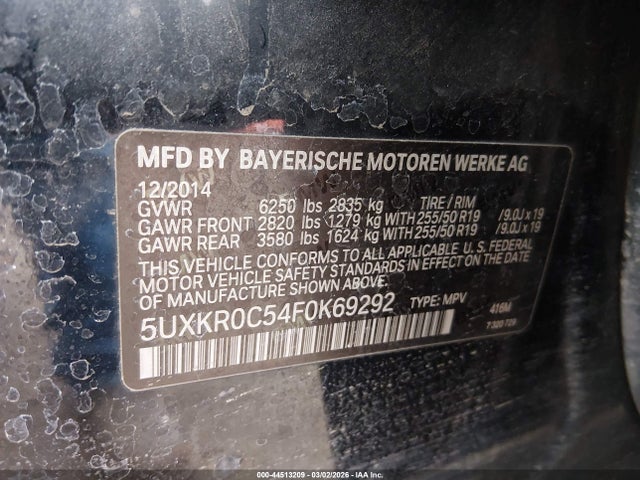 MFD BY BAYERISCHE MOTOREN WERKE AG
12/2014
GVWR 6250 lbs 2835 kg TIRE / RIM
GAWR FRONT 2820 lbs 1279 kg WITH 255/50 R19 /9.0J x 19
GAWR REAR 3580 lbs 1624 kg WITH 255/50 R19 /9.0J x 19
THIS VEHICLE CONFORMS TO ALL APPLICABLE U.S. FEDERAL
MOTOR VEHICLE SAFETY STANDARDS IN EFFECT ON THE DATE OF
MANUFACTURE SHOWN ABOVE.
5UXKR0C54F0K69292 TYPE: MPV 416M
7 320 729
000-44513209 - 03/02/2026 - ©IAA Inc.